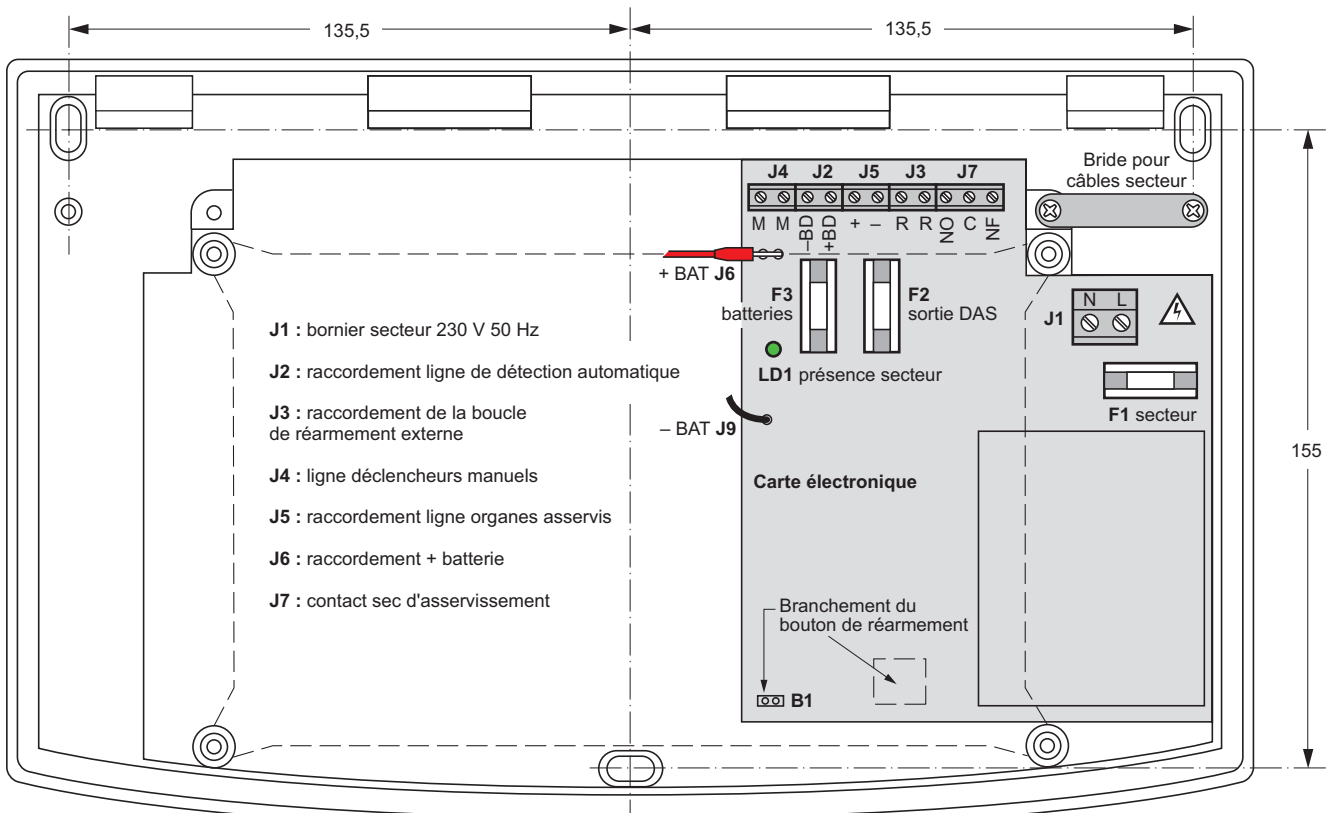 135,5
135,5
Bride pour
câbles secteur
J4 J2 J5 J3 J7
M M –BD +BD + – R R NO C NF
+ BAT J6
F3
batteries
F2
sortie DAS
J1
N L
LD1 présence secteur
F1 secteur
– BAT J9
155
Carte électronique
J1 : bornier secteur 230 V 50 Hz
J2 : raccordement ligne de détection automatique
J3 : raccordement de la boucle
de réarmement externe
J4 : ligne déclencheurs manuels
J5 : raccordement ligne organes asservis
J6 : raccordement + batterie
J7 : contact sec d'asservissement
Branchement du
bouton de réarmement
B1